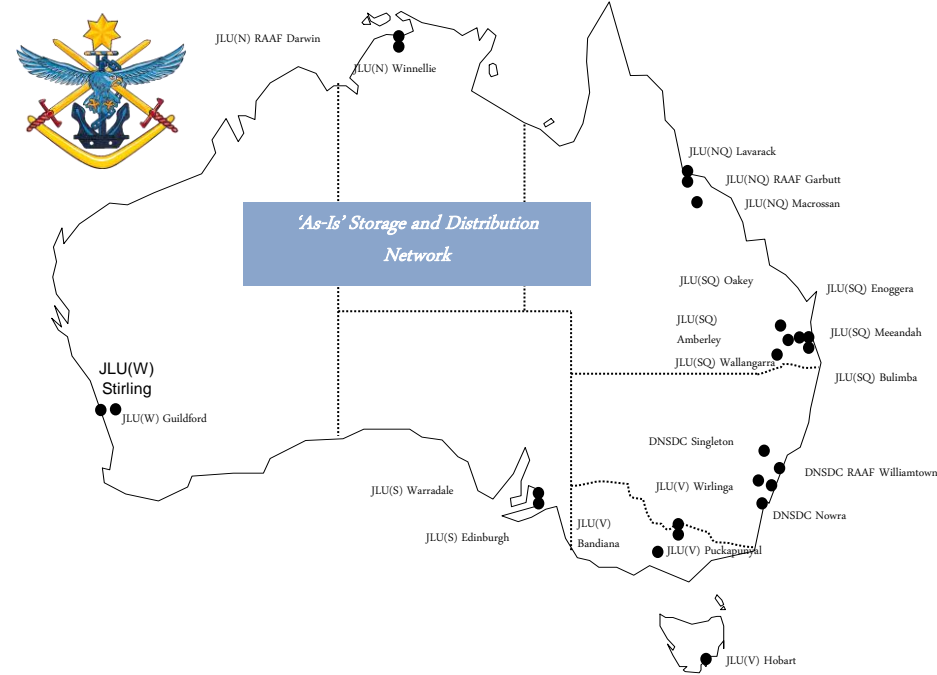 JLU(N) RAAF Darwin
JLU(N) Winnellie
JLU(NQ) Lavarack
JLU(NQ) RAAF Garbutt
JLU(NQ) Macrossan
‘As-Is’ Storage and Distribution
Network
JLU(SQ) Oakey
JLU(SQ) Enoggera
JLU(SQ)
Amberley
JLU(SQ) Meeandah
JLU(SQ) Wallangarra
JLU(SQ) Bulimba
JLU(W)
Stirling
JLU(W) Guildford
DNSDC Singleton
DNSDC RAAF Williamtown
JLU(V) Wirlinga
JLU(S) Warradale
DNSDC Nowra
JLU(S) Edinburgh
JLU(V)
Bandiana
JLU(V) Puckapunyal
JLU(V) Hobart